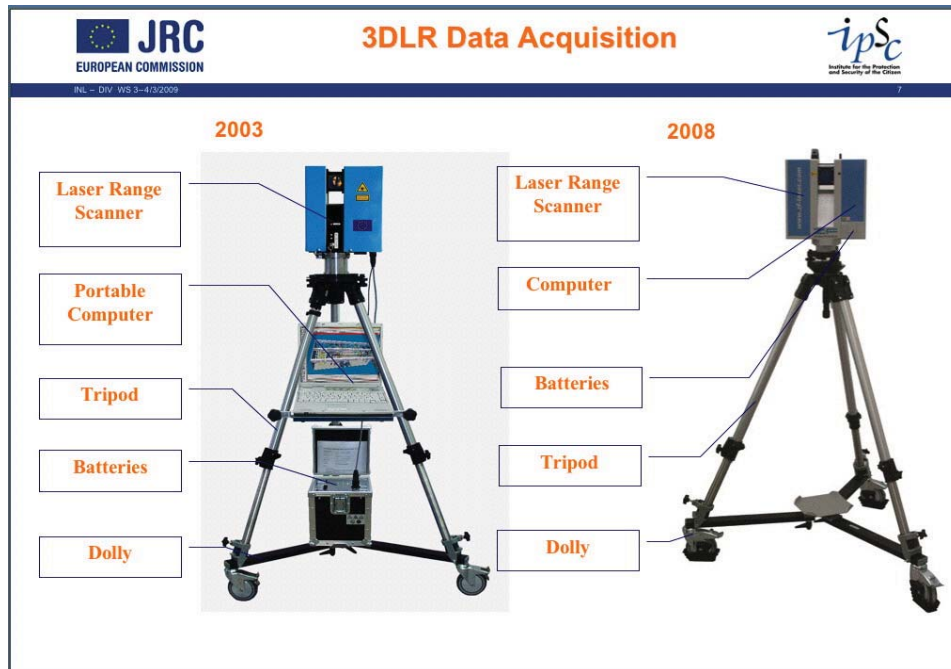 JRC
EUROPEAN COMMISSION
3DLR Data Acquisition
ipSc
Institute for the Protection
and Security of the Citizen
INL – DIV WS 3–4/3/2009
7
2003
2008
Laser Range
Scanner
Portable
Computer
Tripod
Batteries
Dolly
Laser Range
Scanner
Computer
Batteries
Tripod
Dolly